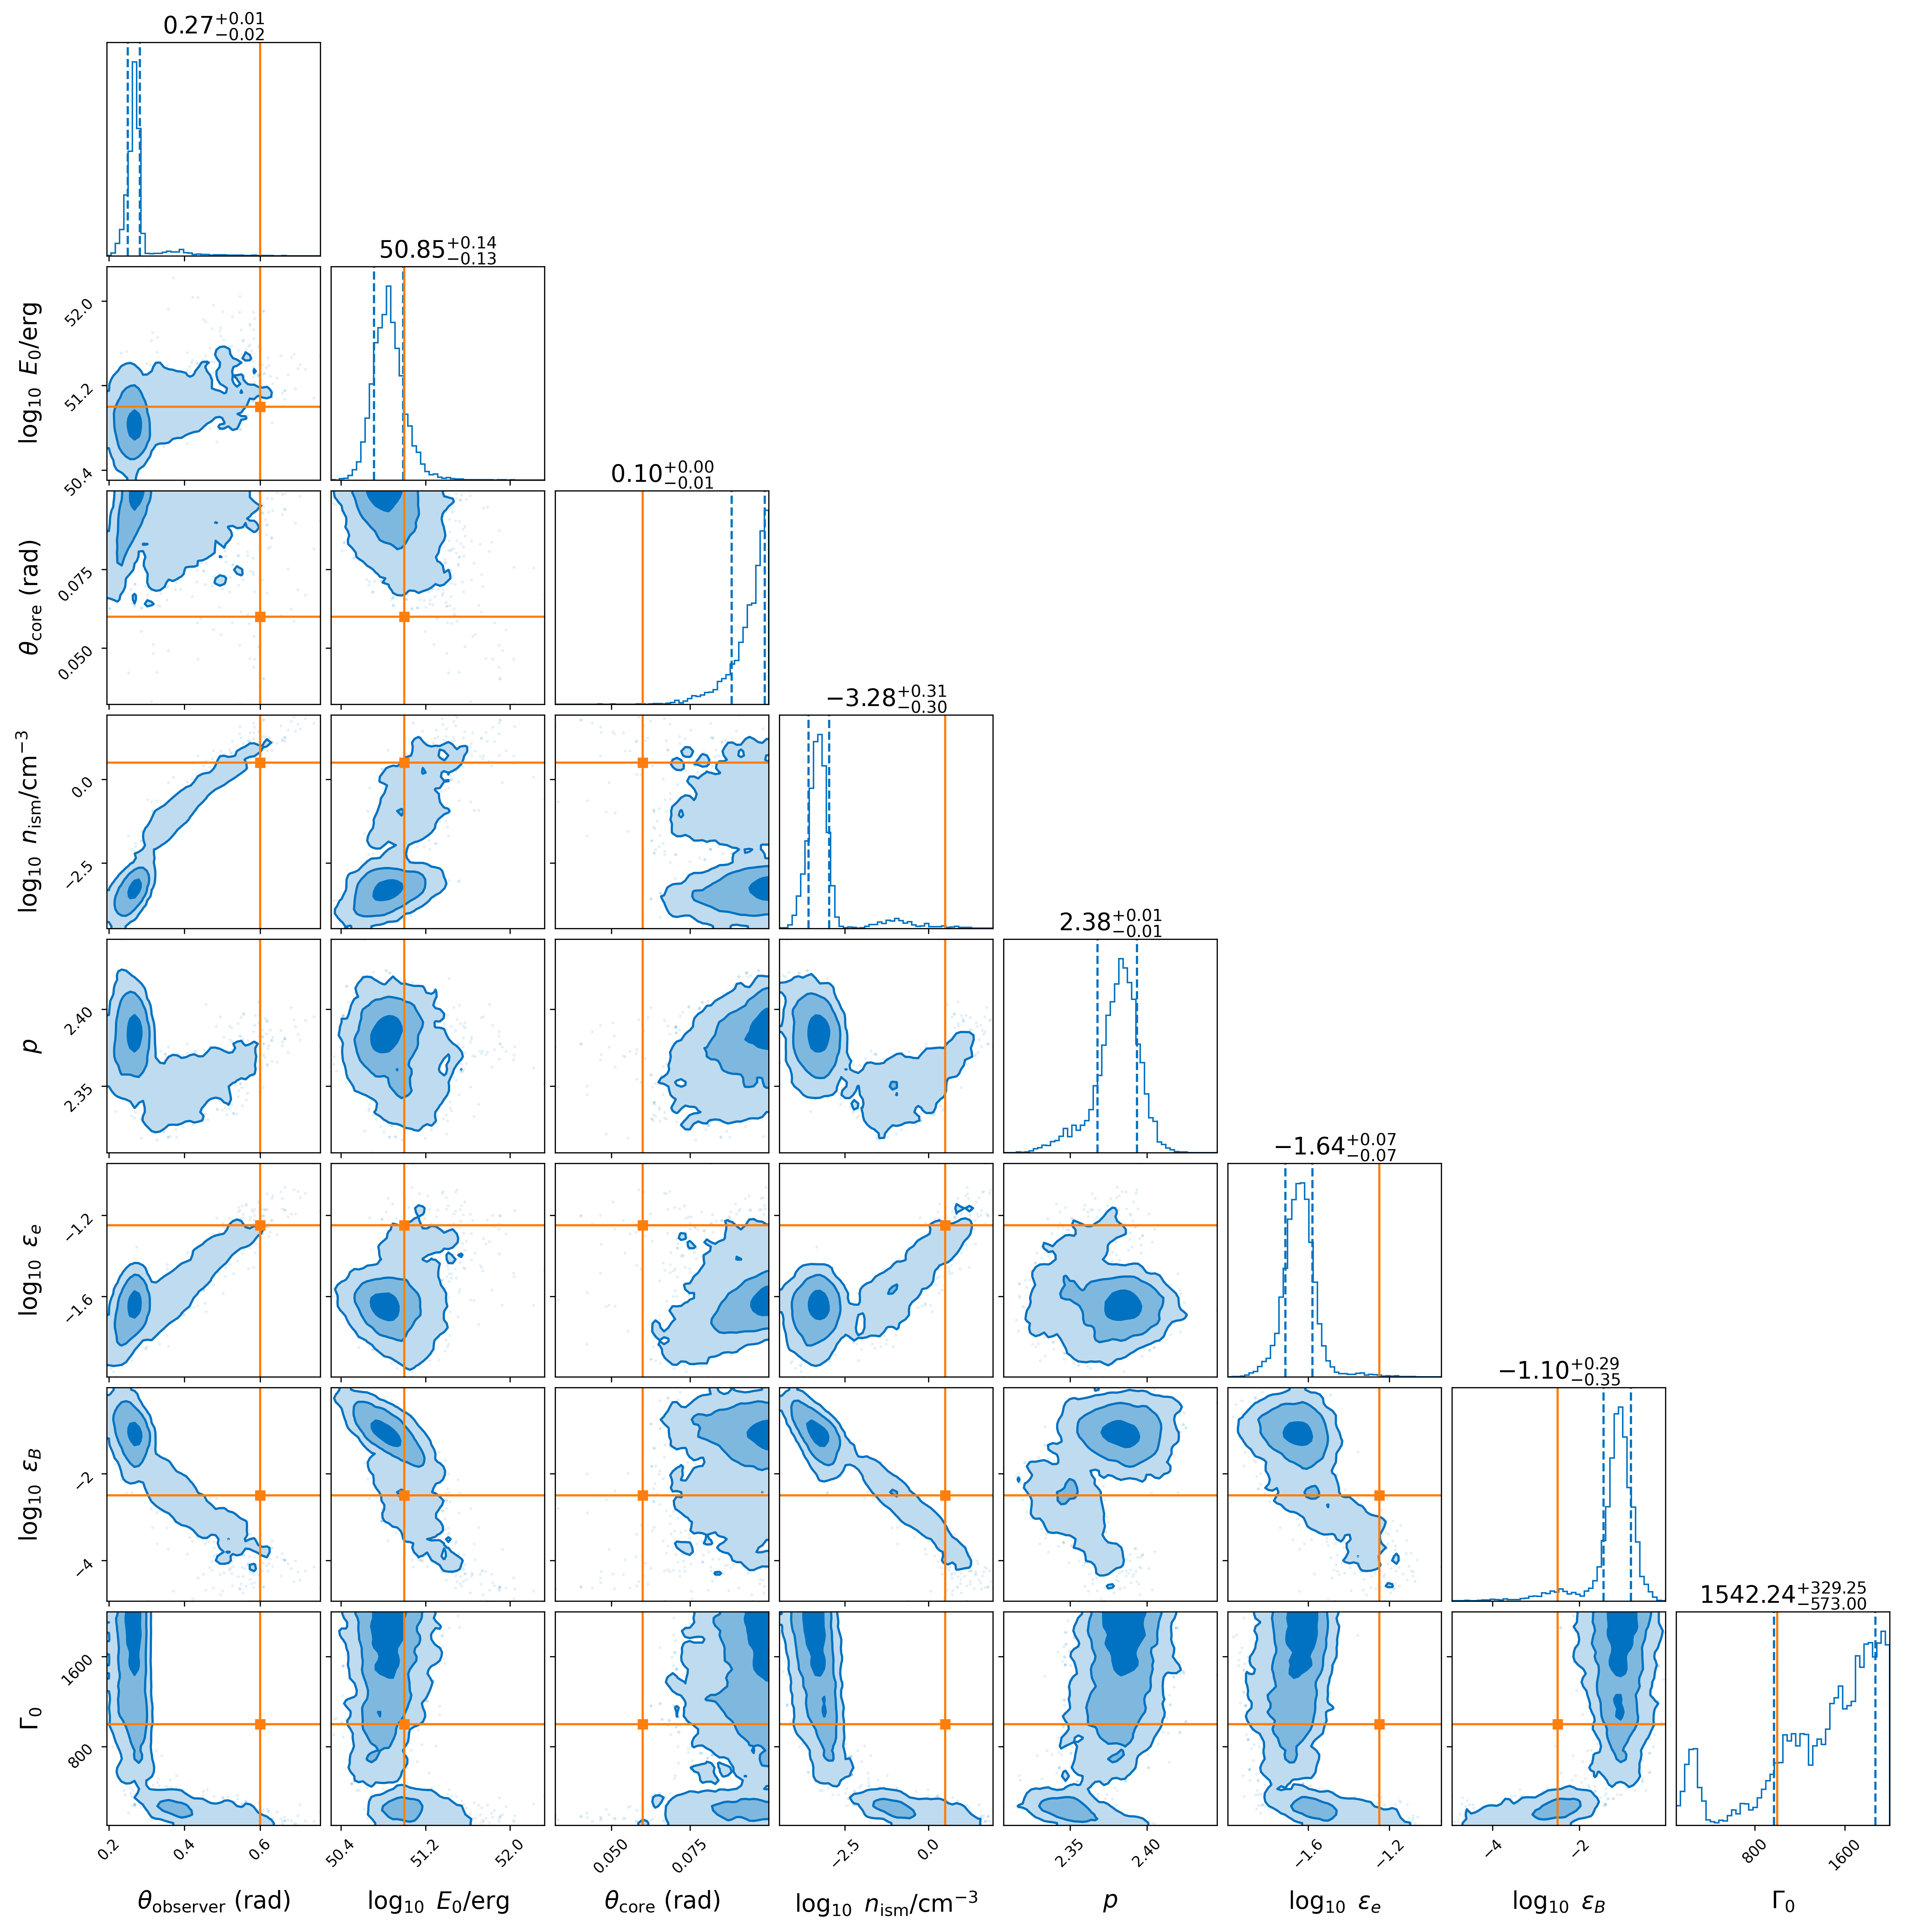 0.27+0.01−0.02
50.85+0.14−0.13
52.0
51.2
50.4
log10 E0/erg
0.10+0.00−0.01
0.075
0.050
θcore (rad)
−3.28+0.31−0.30
0.0
−2.5
log10 nism/cm−3
2.38+0.01−0.01
2.40
2.35
p
−1.64+0.07−0.07
−1.2
−1.6
log10 εe
−1.10+0.29−0.35
−2
−4
log10 εB
1542.24+329.25−573.00
1600
800
Γ0
0.2 0.4 0.6 50.4 51.2 52.0 0.050 0.075 −2.5 0.0 2.35 2.40 −1.6 −1.2 −4 −2 800 1600
θobserver (rad) log10 E0/erg θcore (rad) log10 nism/cm−3 p log10 εe log10 εB Γ0